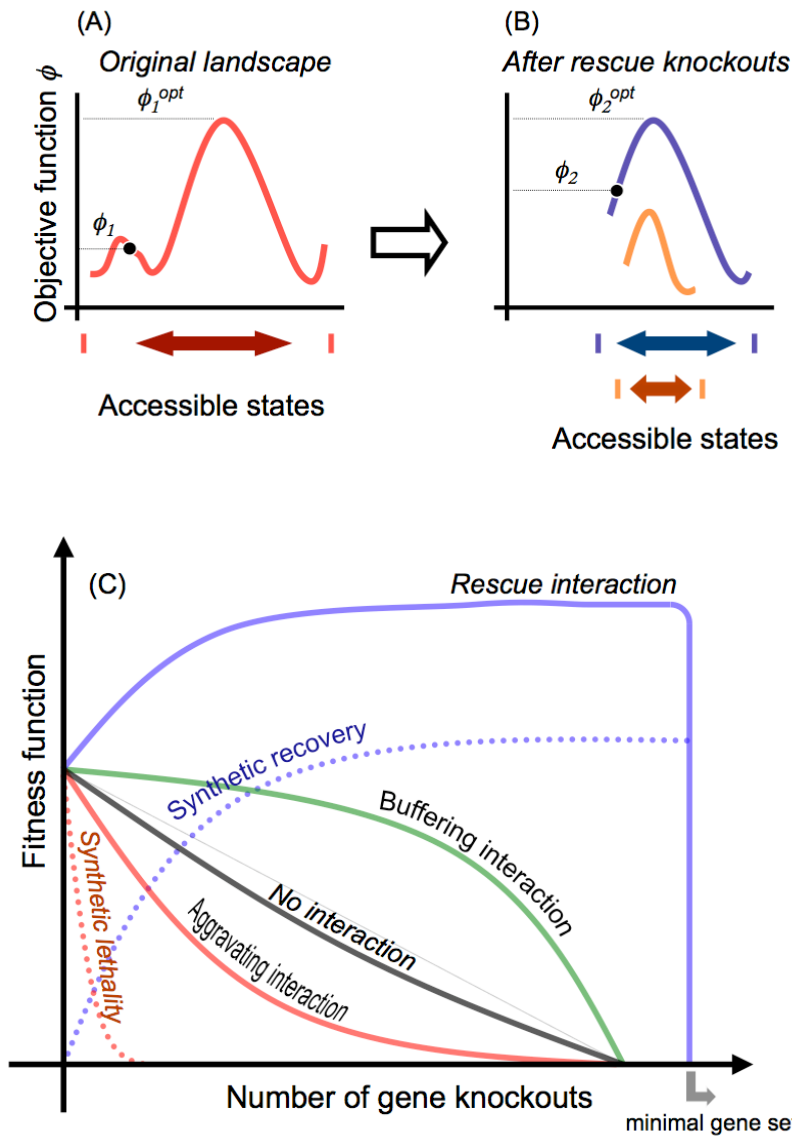 (A)
Original landscape
Objective function ϕ
ϕ₁ᵒᵖᵗ
ϕ₁
Accessible states
(B)
After rescue knockouts
ϕ₂ᵒᵖᵗ
ϕ₂
Accessible states
(C)
Rescue interaction
Fitness function
Synthetic recovery
Buffering interaction
No interaction
Aggravating interaction
Synthetic lethality
Number of gene knockouts
minimal gene se